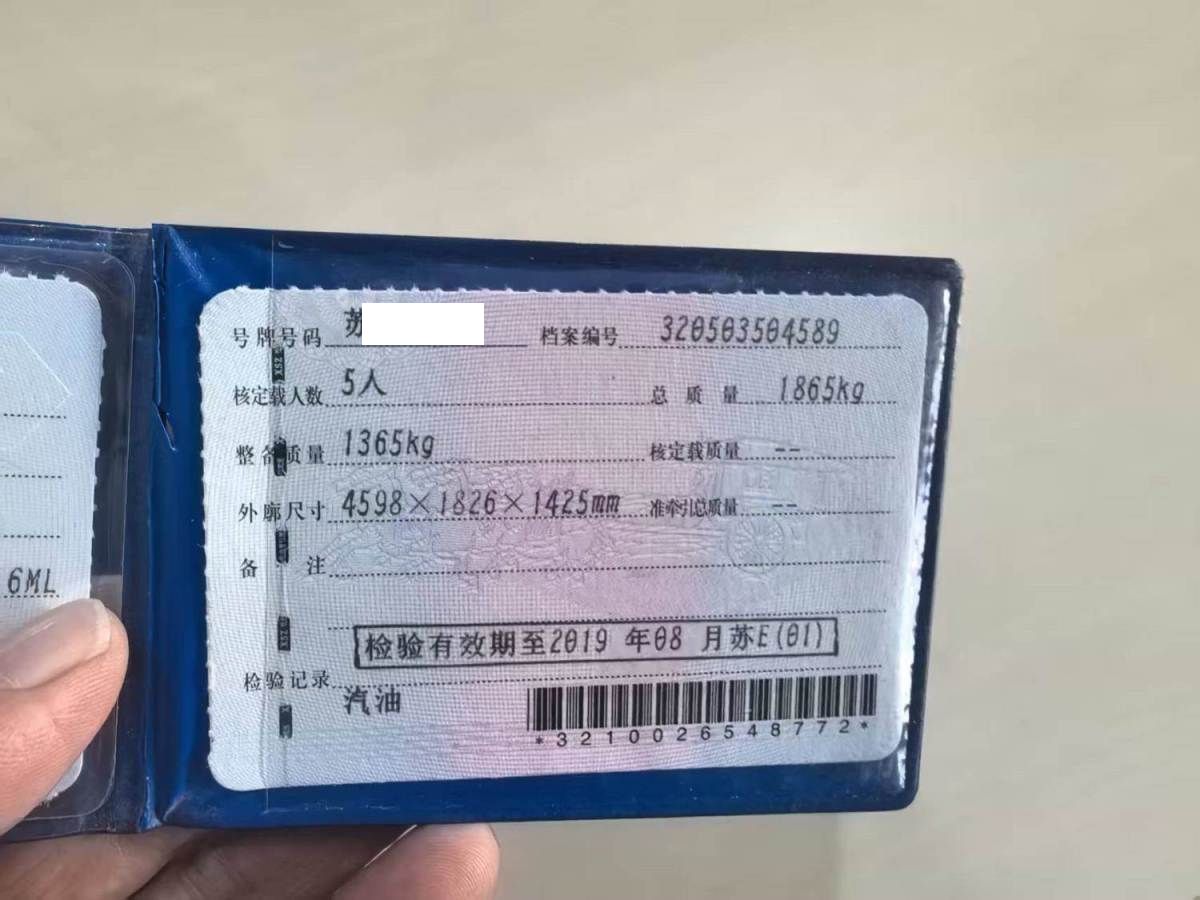 6ML
号牌号码 苏 档案编号 320503504589
核定载人数 5人 总质量 1865kg
整备质量 1365kg 核定载质量 --
外廓尺寸 4598×1826×1425mm 准牵引总质量 --
备注
检验有效期至2019年08月苏E(01)
检验记录
汽油
*3210026548772*